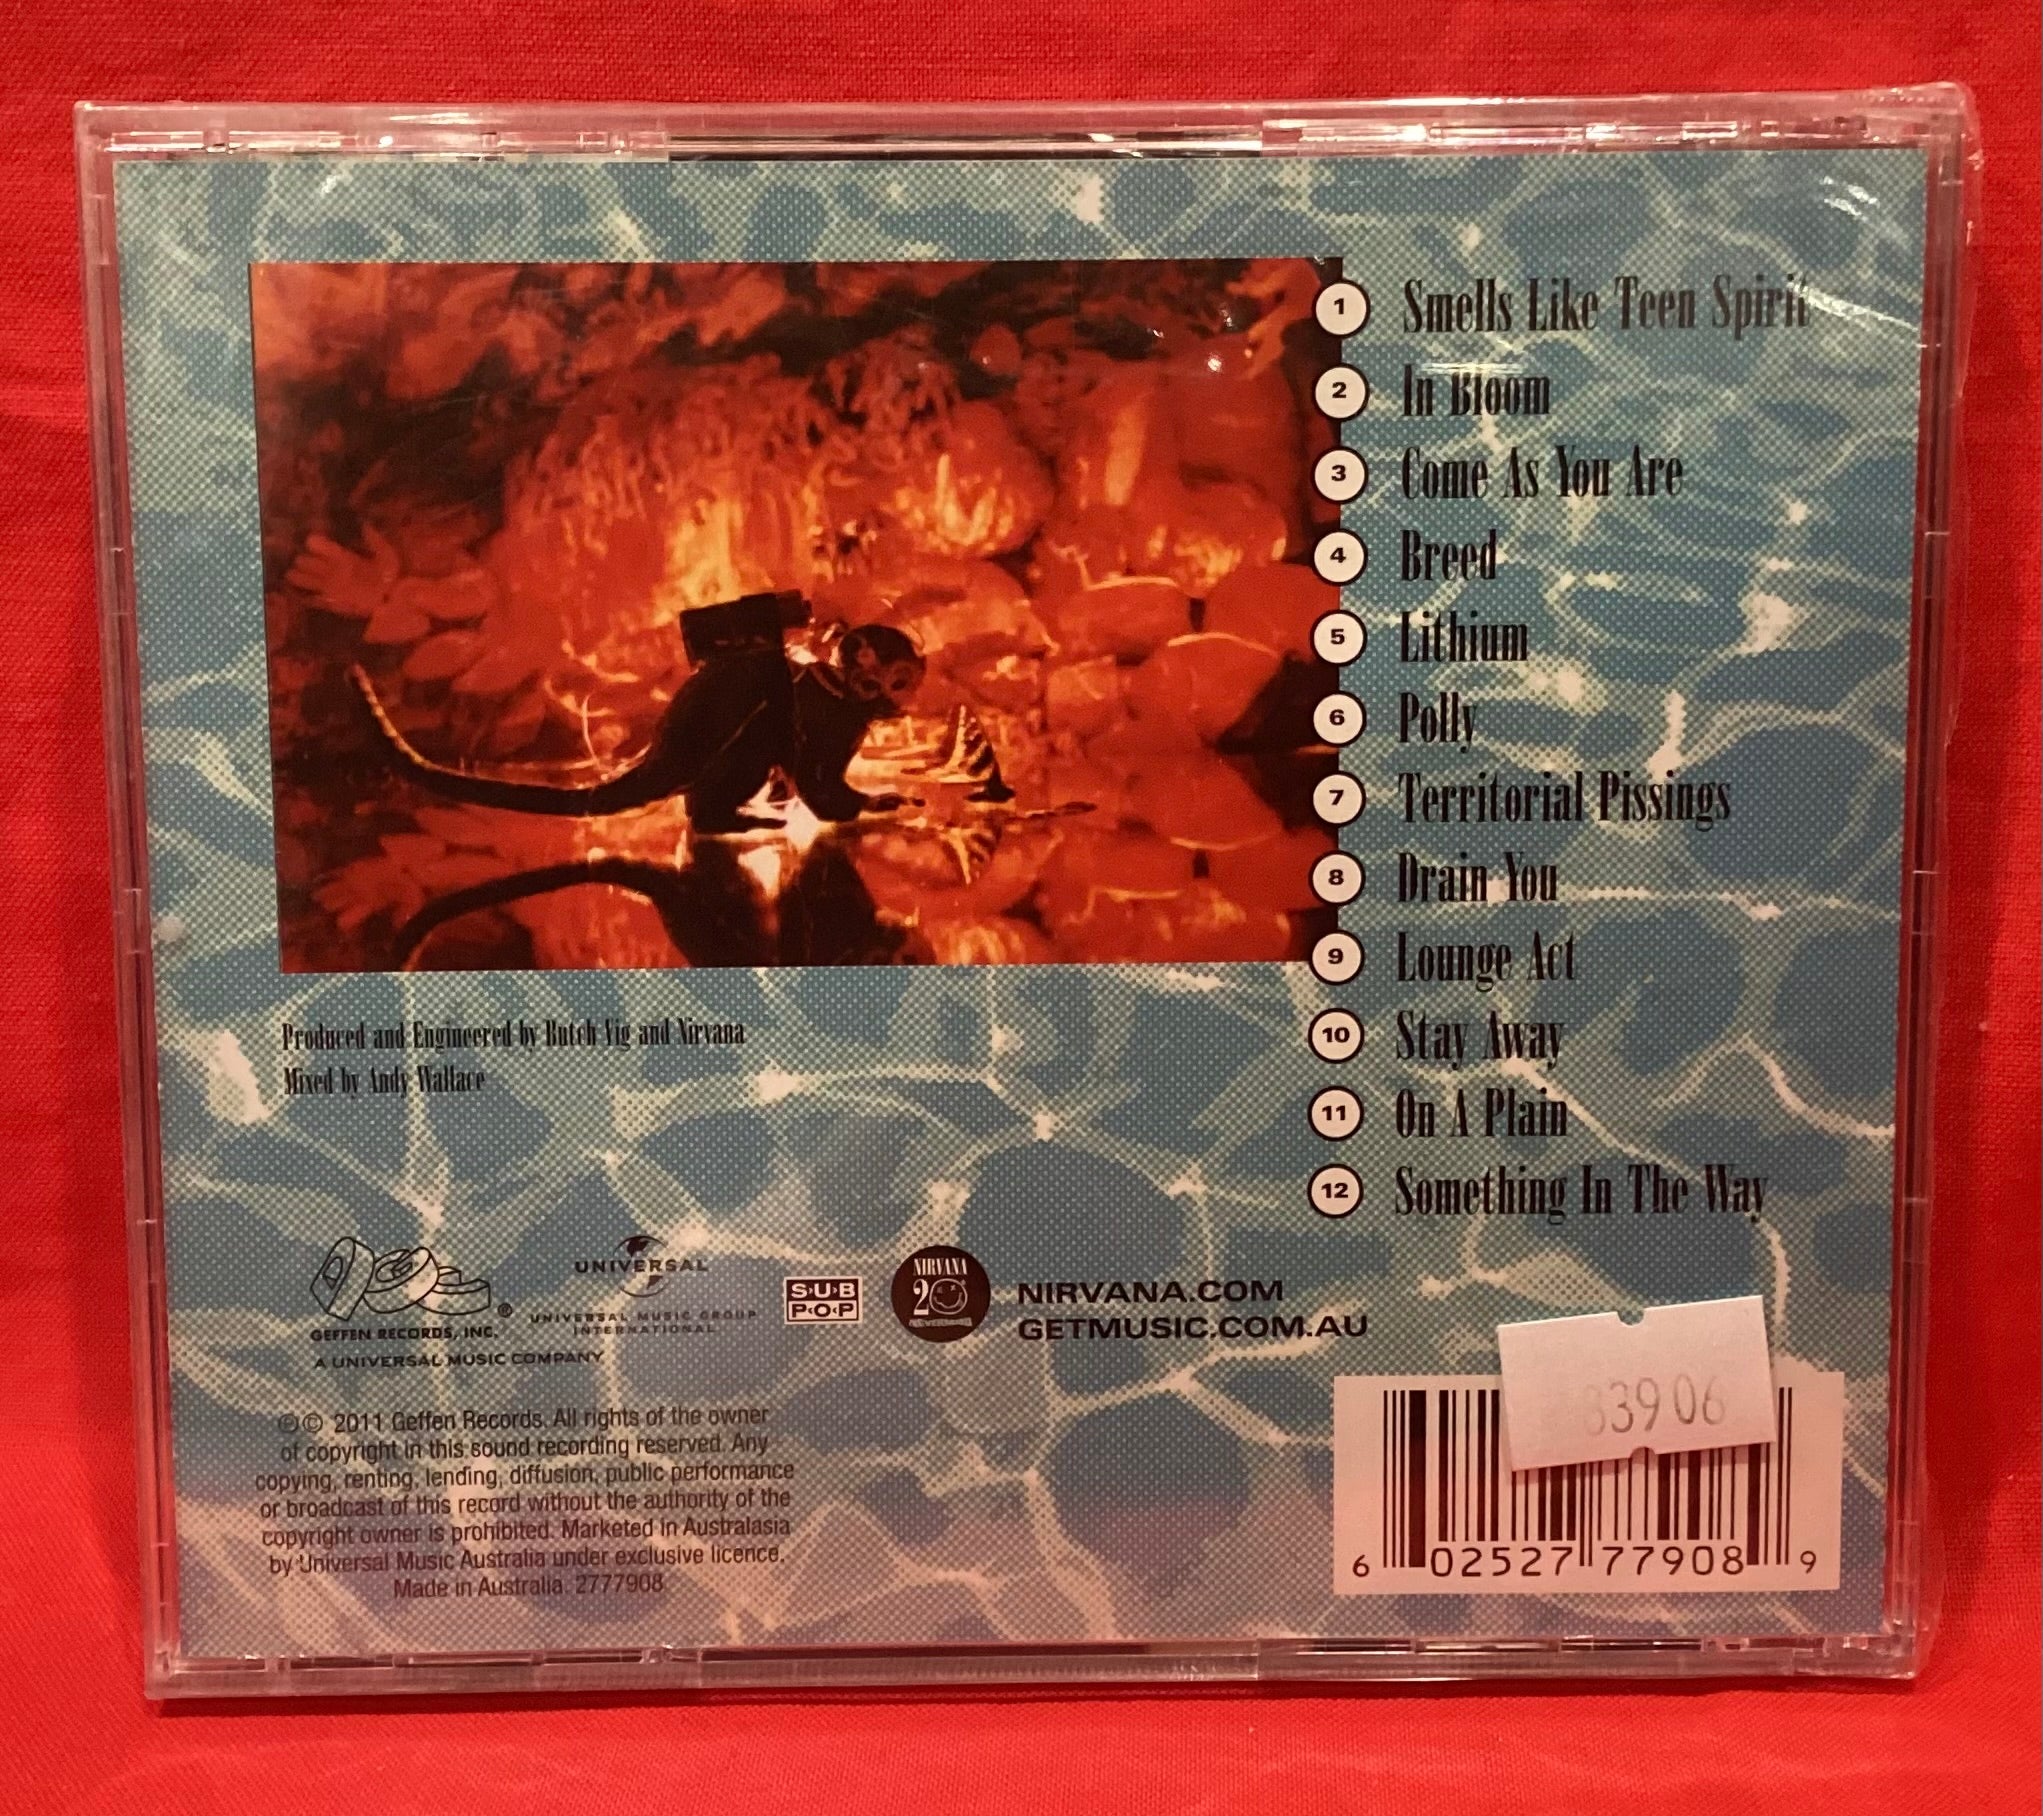 1 Smells Like Teen Spirit
2 In Bloom
3 Come As You Are
4 Breed
5 Lithium
6 Polly
7 Territorial Pissings
8 Drain You
9 Lounge Act
10 Stay Away
11 On A Plain
12 Something In The Way
Produced and Engineered by Butch Vig and Nirvana
Mixed by Andy Wallace
GEFFEN RECORDS, INC.®
A UNIVERSAL MUSIC COMPANY
UNIVERSAL
UNIVERSAL MUSIC GROUP
INTERNATIONAL
SUB
POP
NIRVANA
20
NEVERMIND
NIRVANA.COM
GETMUSIC.COM.AU
℗© 2011 Geffen Records. All rights of the owner
of copyright in this sound recording reserved. Any
copying, renting, lending, diffusion, public performance
or broadcast of this record without the authority of the
copyright owner is prohibited. Marketed in Australasia
by Universal Music Australia under exclusive licence.
Made in Australia. 2777908
83906
6 02527 77908 9